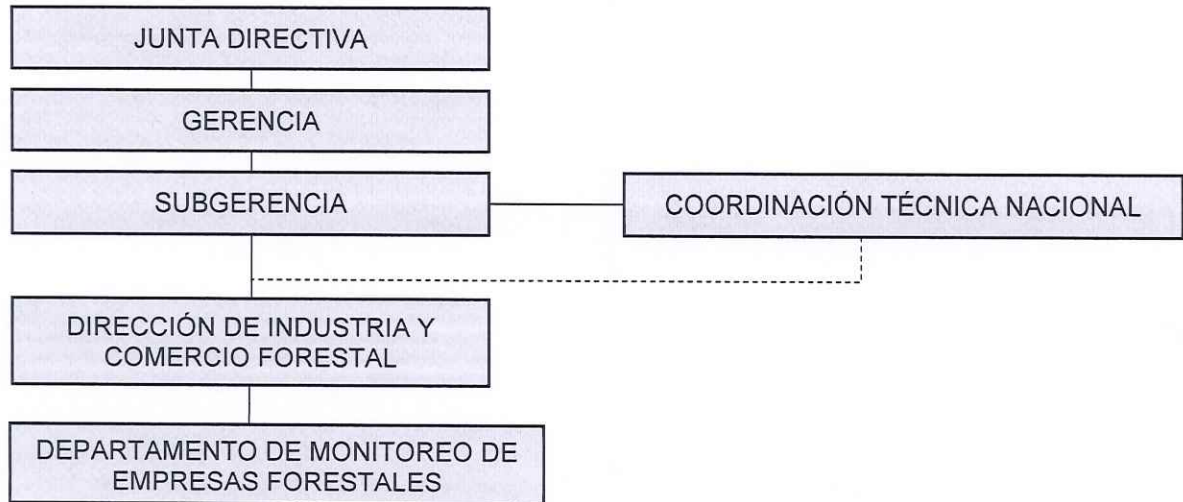 JUNTA DIRECTIVA
GERENCIA
SUBGERENCIA
COORDINACIÓN TÉCNICA NACIONAL
DIRECCIÓN DE INDUSTRIA Y
COMERCIO FORESTAL
DEPARTAMENTO DE MONITOREO DE
EMPRESAS FORESTALES